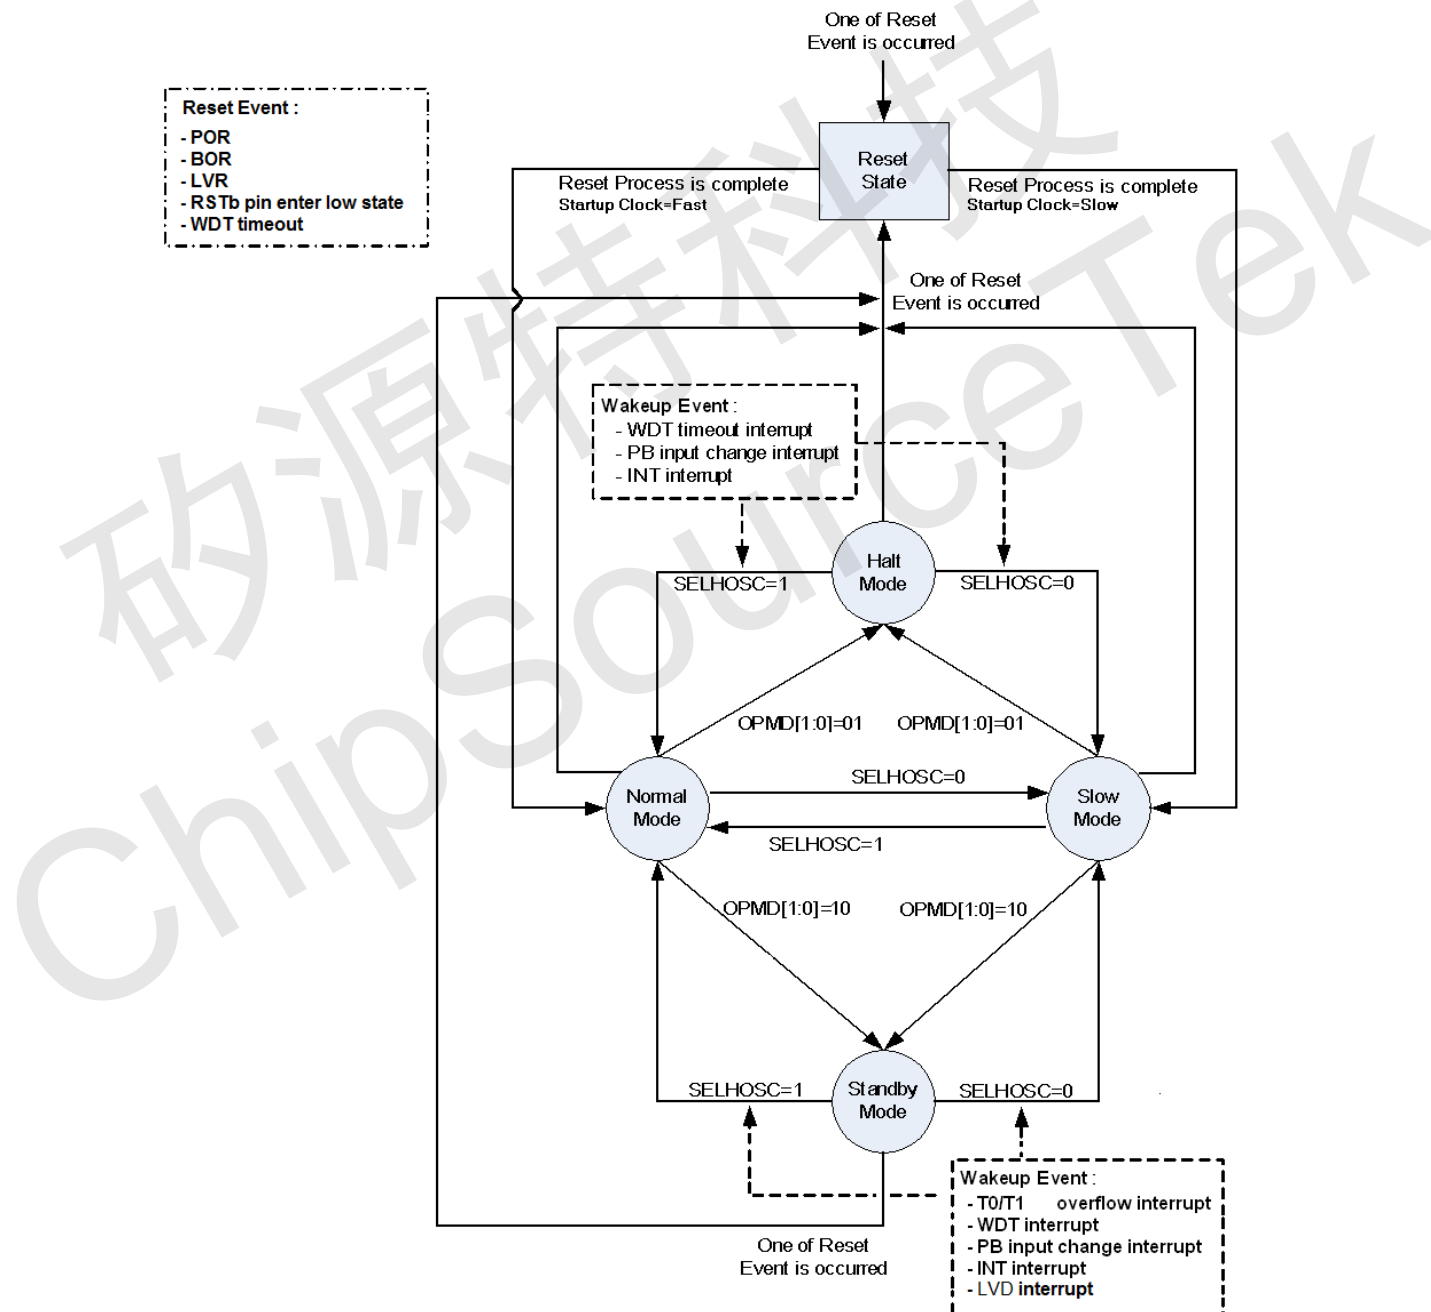 One of Reset
Event is occurred
Reset Event :
- POR
- BOR
- LVR
- RSTb pin enter low state
- WDT timeout
Reset
State
Reset Process is complete
Startup Clock=Fast
Reset Process is complete
Startup Clock=Slow
One of Reset
Event is occurred
Wakeup Event :
- WDT timeout interrupt
- PB input change interrupt
- INT interrupt
Halt
Mode
SELHOSC=1
SELHOSC=0
OPMD[1:0]=01
OPMD[1:0]=01
SELHOSC=0
Normal
Mode
Slow
Mode
SELHOSC=1
OPMD[1:0]=10
OPMD[1:0]=10
Standby
Mode
SELHOSC=1
SELHOSC=0
Wakeup Event :
- T0/T1 overflow interrupt
- WDT interrupt
- PB input change interrupt
- INT interrupt
- LVD interrupt
One of Reset
Event is occurred
矽源特科技
ChipSourceTek